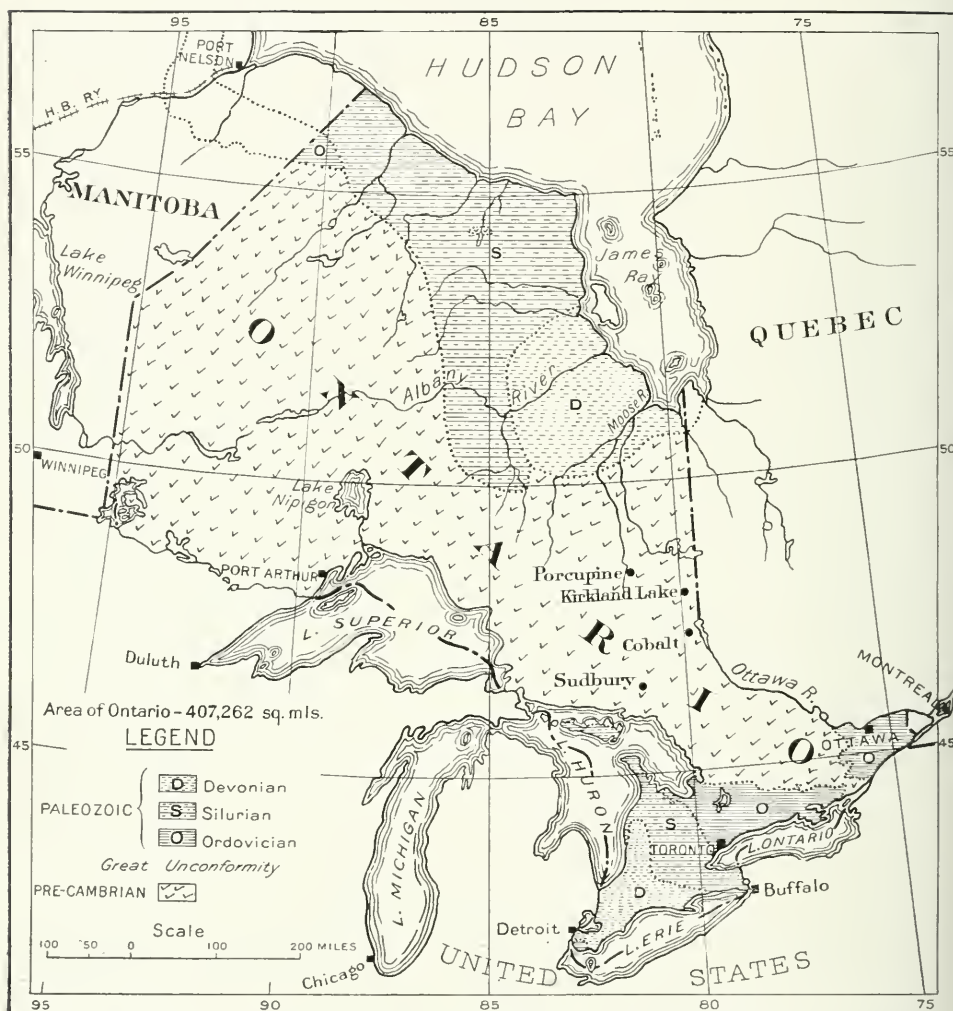 95
85
75
PORT
NELSON
HUDSON
BAY
H.B. RY
55
O
55
MANITOBA
Lake
Winnipeg
S
James
Bay
QUEBEC
ONTARIO
Albany River
D
Moose R.
50
50
WINNIPEG
Lake
Nipigon
PORT ARTHUR
Porcupine
Kirkland Lake
L. SUPERIOR
Cobalt
Duluth
Sudbury
Ottawa R.
MONTREAL
Area of Ontario – 407,262 sq. mls.
LEGEND
45
OTTAWA
45
O
PALEOZOIC
D Devonian
S Silurian
O Ordovician
Great Unconformity
PRE-CAMBRIAN
L. MICHIGAN
HURON
S
O
TORONTO
L. ONTARIO
D
Buffalo
Scale
100 50 0 100 200 MILES
Detroit
L. ERIE
Chicago
UNITED STATES
95
90
85
80
75